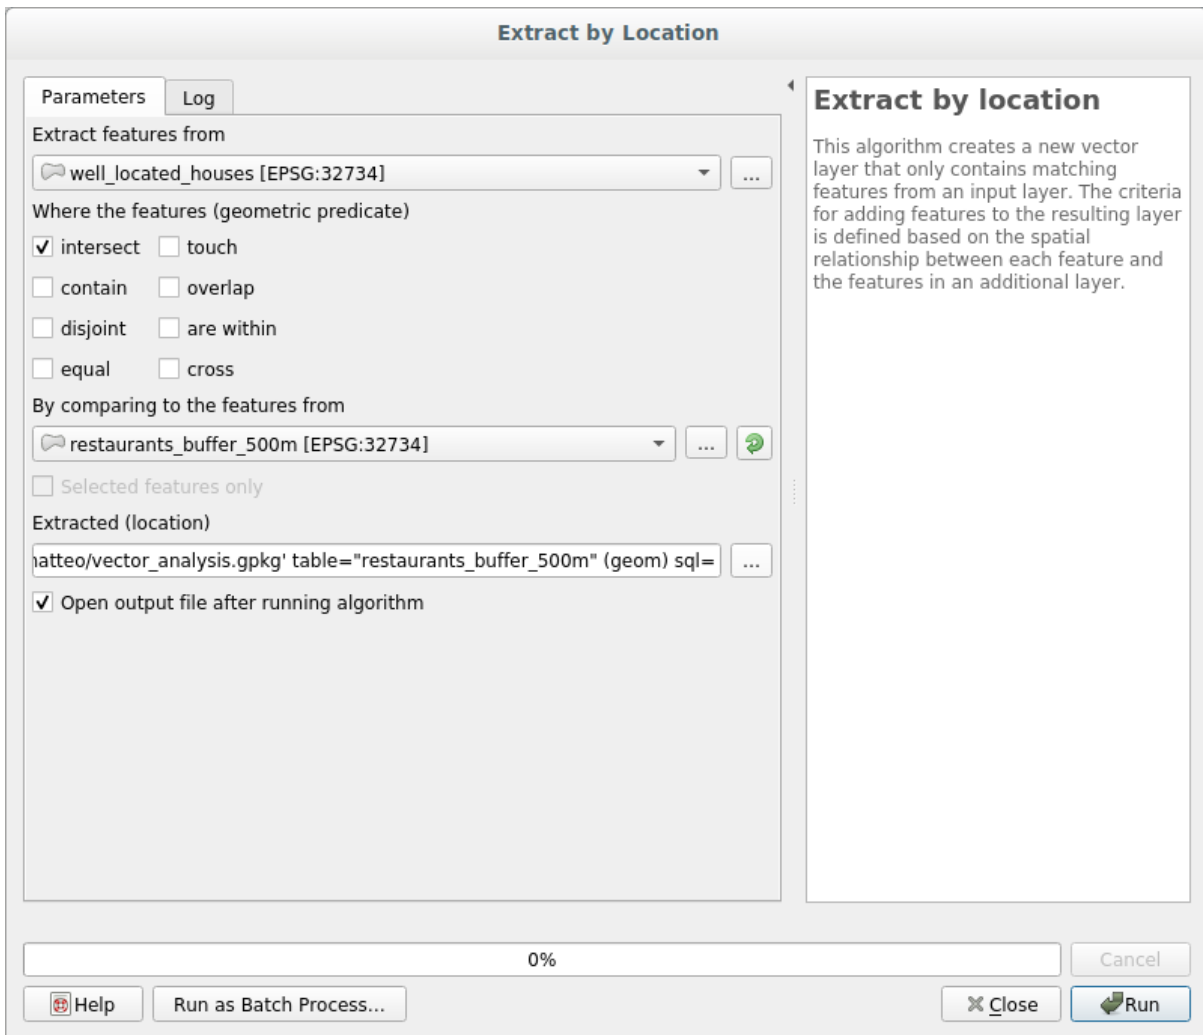 Extract by Location
Parameters
Log
Extract features from
well_located_houses [EPSG:32734]
...
Where the features (geometric predicate)
intersect
touch
contain
overlap
disjoint
are within
equal
cross
By comparing to the features from
restaurants_buffer_500m [EPSG:32734]
...
Selected features only
Extracted (location)
atteo/vector_analysis.gpkg' table="restaurants_buffer_500m" (geom) sql=
...
Open output file after running algorithm
Extract by location
This algorithm creates a new vector
layer that only contains matching
features from an input layer. The criteria
for adding features to the resulting layer
is defined based on the spatial
relationship between each feature and
the features in an additional layer.
0%
Cancel
Help
Run as Batch Process...
Close
Run